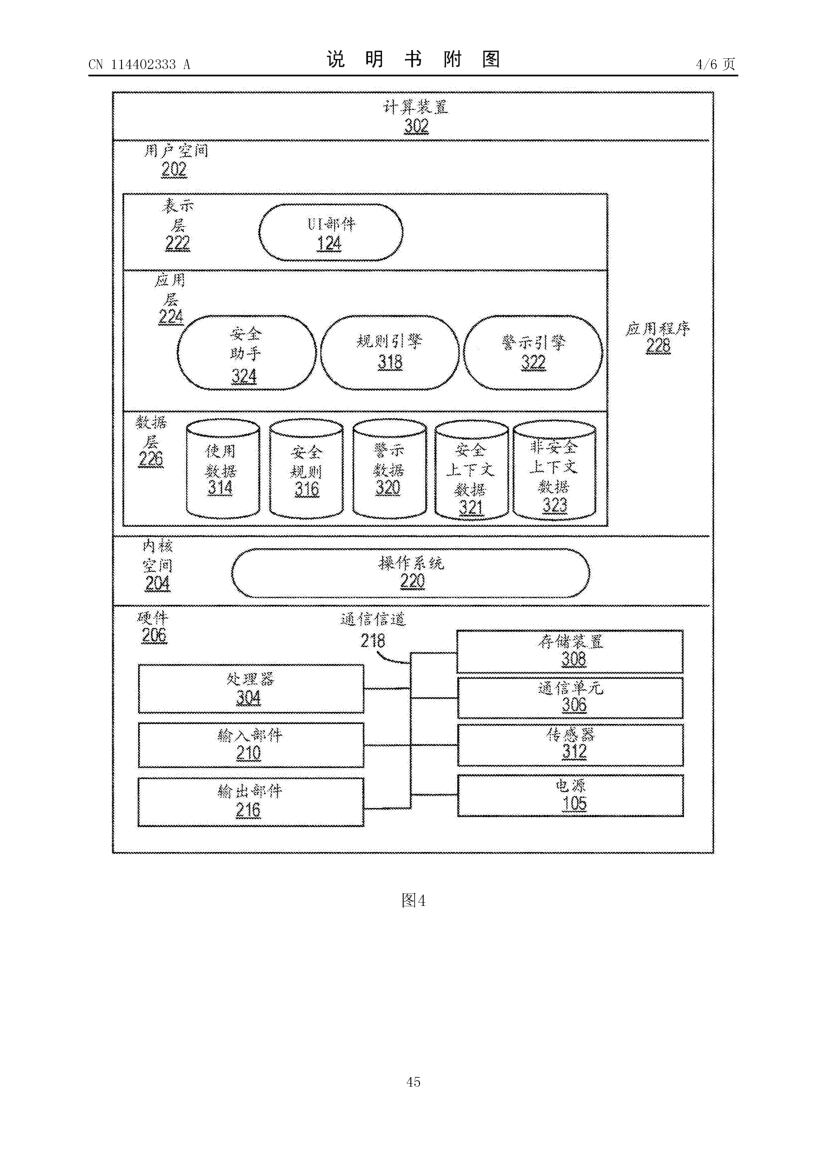 CN 114402333 A
说 明 书 附 图
4/6 页
计算装置
302
用户空间
202
表示
层
222
UI部件
124
应用
层
224
安全
助手
324
规则引擎
318
警示引擎
322
应用程序
228
数据
层
226
使用
数据
314
安全
规则
316
警示
数据
320
安全
上下文
数据
321
非安全
上下文
数据
323
内核
空间
204
操作系统
220
硬件
206
通信信道
218
处理器
304
输入部件
210
输出部件
216
存储装置
308
通信单元
306
传感器
312
电源
105
图4
45